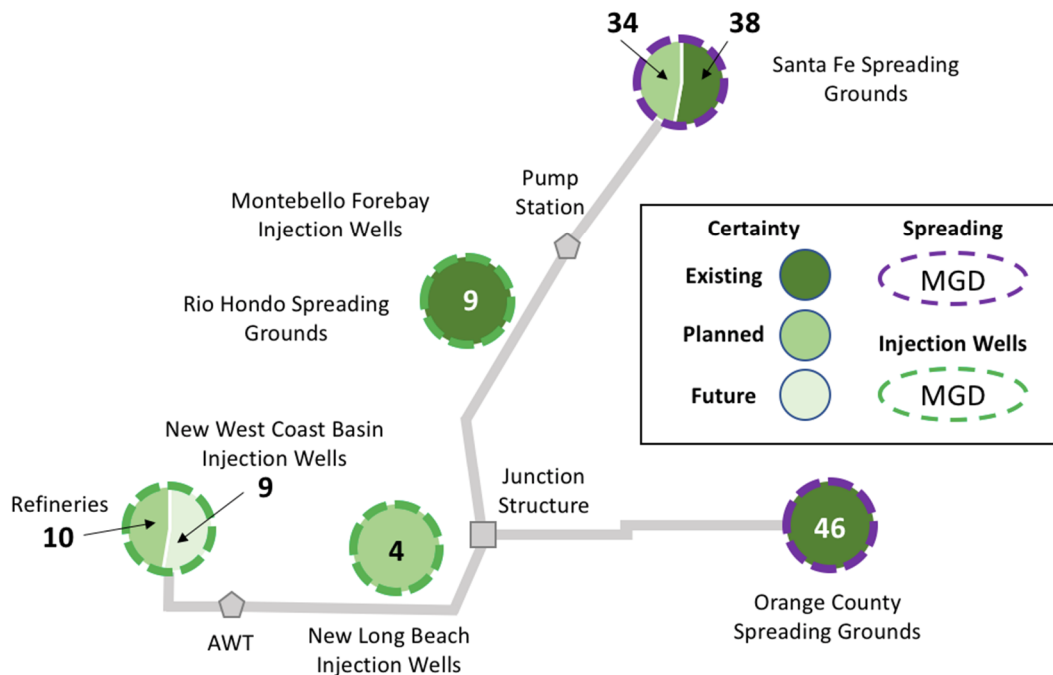 34
38
Santa Fe Spreading
Grounds
Pump
Station
Montebello Forebay
Injection Wells
9
Rio Hondo Spreading
Grounds
Certainty
Spreading
Existing
MGD
Planned
Injection Wells
Future
MGD
New West Coast Basin
Injection Wells
9
Refineries
10
Junction
Structure
4
46
AWT
New Long Beach
Injection Wells
Orange County
Spreading Grounds